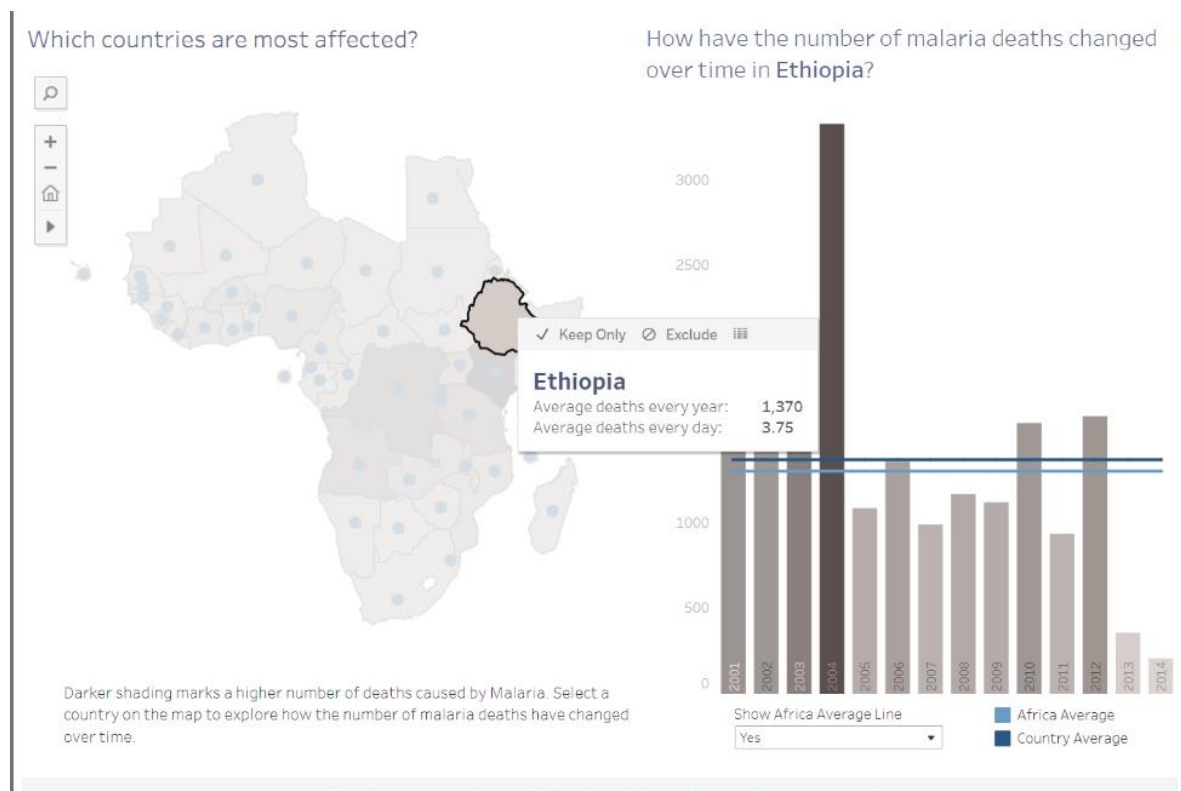 Which countries are most affected?
How have the number of malaria deaths changed
over time in Ethiopia?
3000
2500
1000
500
0
Keep Only
Exclude
Ethiopia
Average deaths every year: 1,370
Average deaths every day: 3.75
2001
2002
2003
2004
2005
2006
2007
2008
2009
2010
2011
2012
2013
2014
Darker shading marks a higher number of deaths caused by Malaria. Select a
country on the map to explore how the number of malaria deaths have changed
over time.
Show Africa Average Line
Yes
Africa Average
Country Average